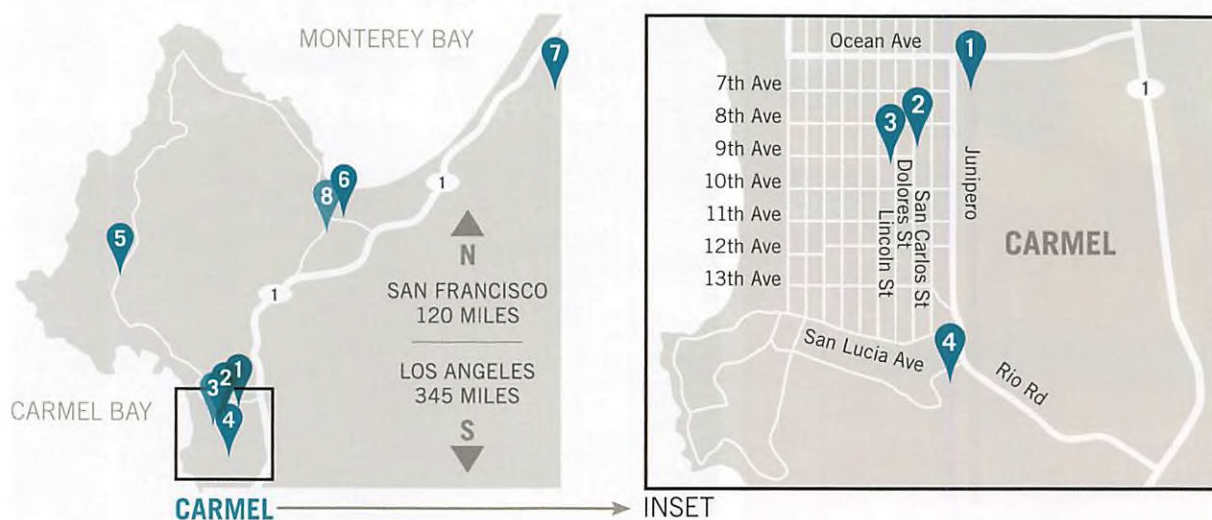 MONTEREY BAY
7
1
6
8
5
N
SAN FRANCISCO
120 MILES
LOS ANGELES
345 MILES
S
1
1
2
3
4
CARMEL BAY
CARMEL
INSET
Ocean Ave
1
1
7th Ave
8th Ave
9th Ave
10th Ave
11th Ave
12th Ave
13th Ave
2
3
Lincoln St
Dolores St
San Carlos St
Junipero
CARMEL
4
San Lucia Ave
Rio Rd